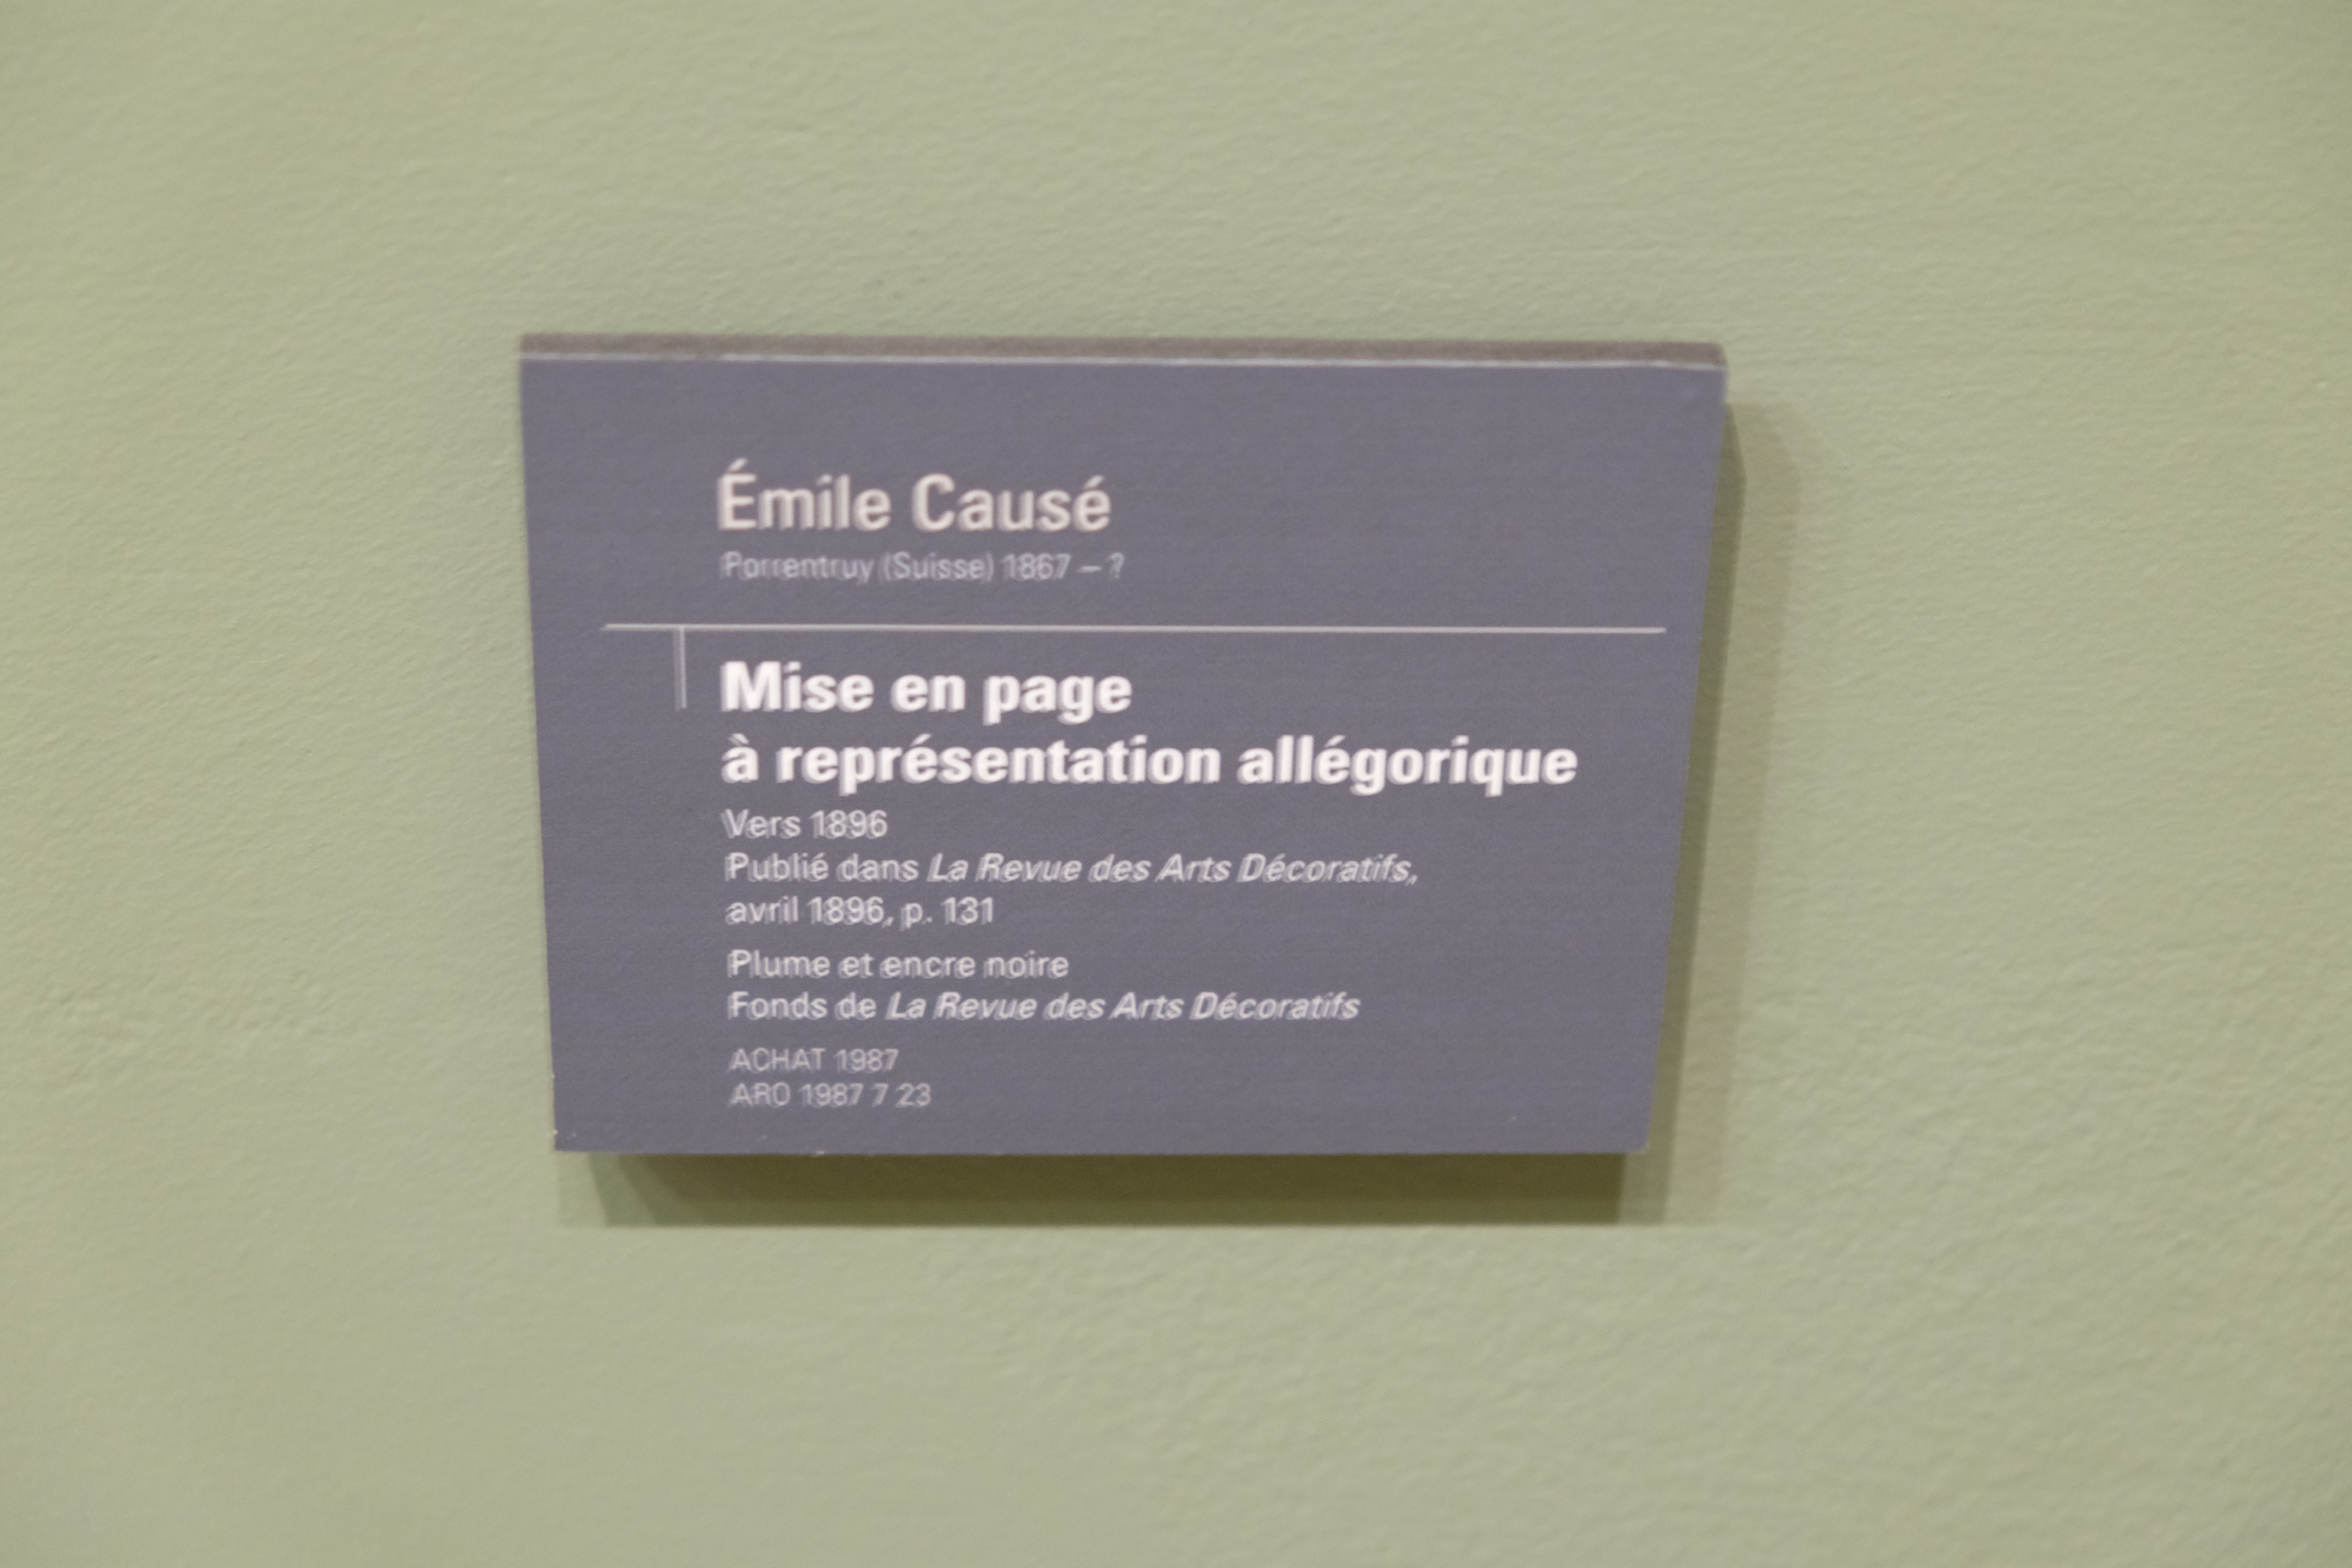 Émile Causé
Porrentruy (Suisse) 1867 – ?
Mise en page
à représentation allégorique
Vers 1896
Publié dans La Revue des Arts Décoratifs,
avril 1896, p. 131
Plume et encre noire
Fonds de La Revue des Arts Décoratifs
ACHAT 1987
ARO 1987 7 23